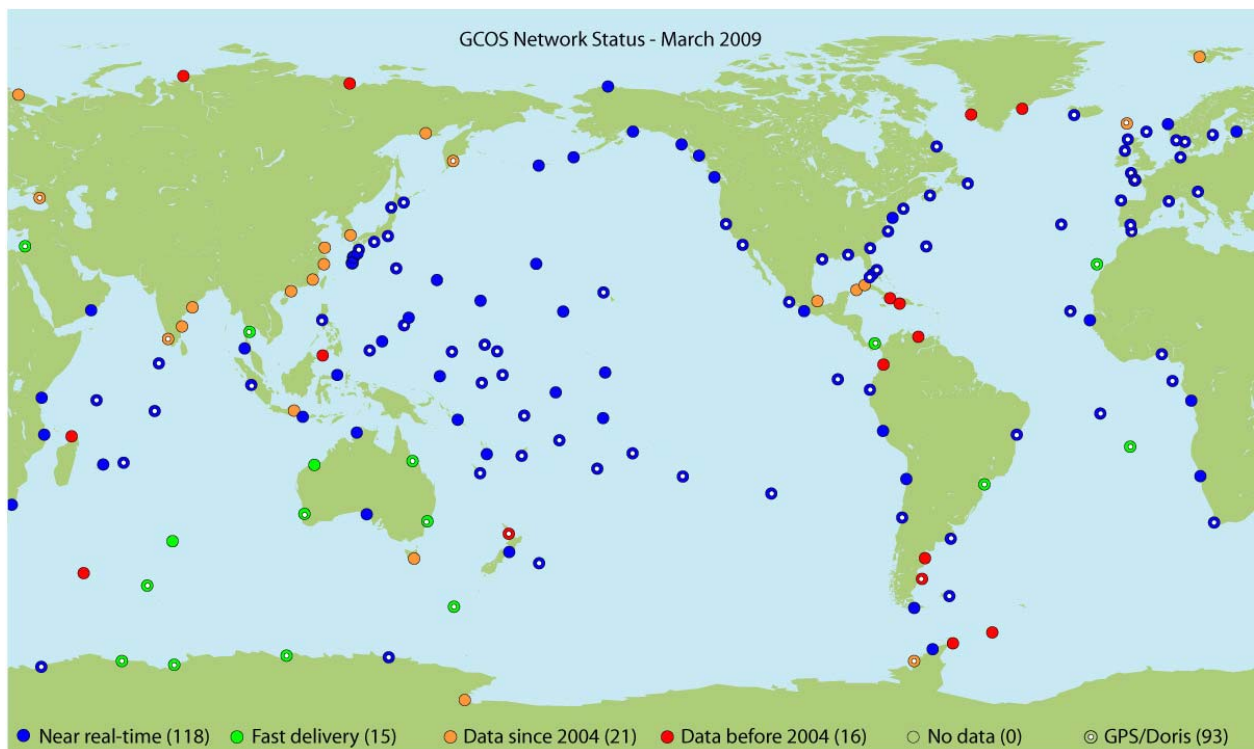 GCOS Network Status - March 2009
Near real-time (118) Fast delivery (15) Data since 2004 (21) Data before 2004 (16) No data (0) GPS/Doris (93)